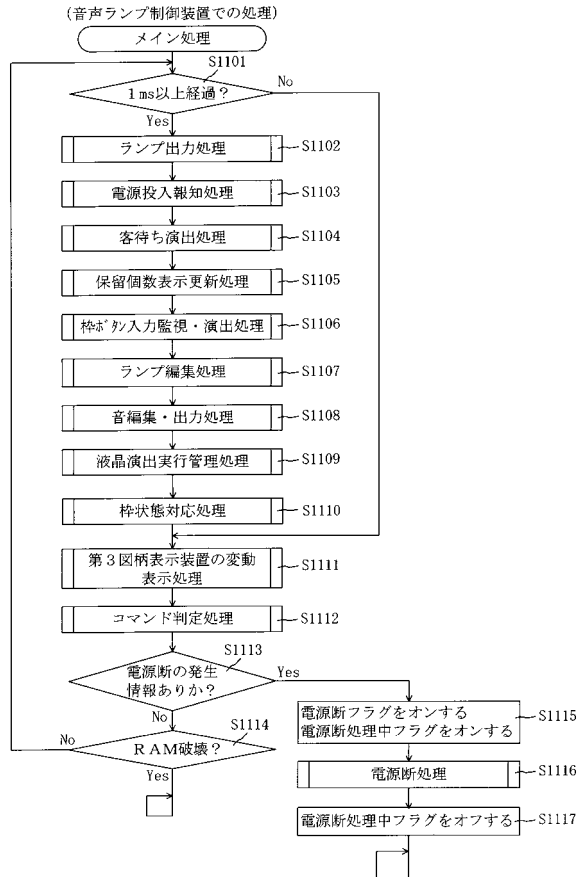 (音声ランプ制御装置での処理)
メイン処理
S1101
1ms以上経過?
No
Yes
ランプ出力処理
S1102
電源投入報知処理
S1103
客待ち演出処理
S1104
保留個数表示更新処理
S1105
枠ﾎﾞﾀﾝ入力監視・演出処理
S1106
ランプ編集処理
S1107
音編集・出力処理
S1108
液晶演出実行管理処理
S1109
枠状態対応処理
S1110
第3図柄表示装置の変動
表示処理
S1111
コマンド判定処理
S1112
S1113
電源断の発生
情報ありか?
Yes
No
S1114
RAM破壊?
No
Yes
電源断フラグをオンする
電源断処理中フラグをオンする
S1115
電源断処理
S1116
電源断処理中フラグをオフする
S1117